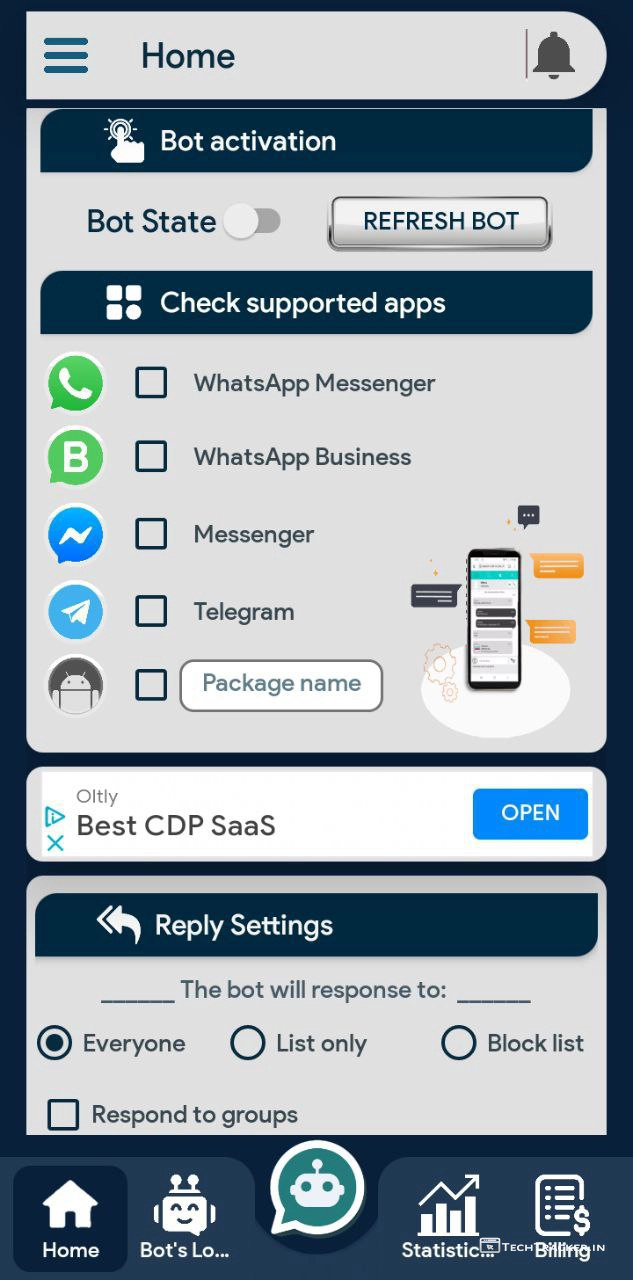 Home
Bot activation
Bot State
REFRESH BOT
Check supported apps
WhatsApp Messenger
B
WhatsApp Business
Messenger
Telegram
Package name
Oltly
Best CDP SaaS
OPEN
Reply Settings
______ The bot will response to: ______
Everyone
List only
Block list
Respond to groups
Home
Bot's Lo...
Statistic...
Billing
TECHTRACKER.IN